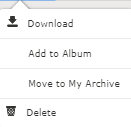 Download
Add to Album
Move to My Archive
Delete